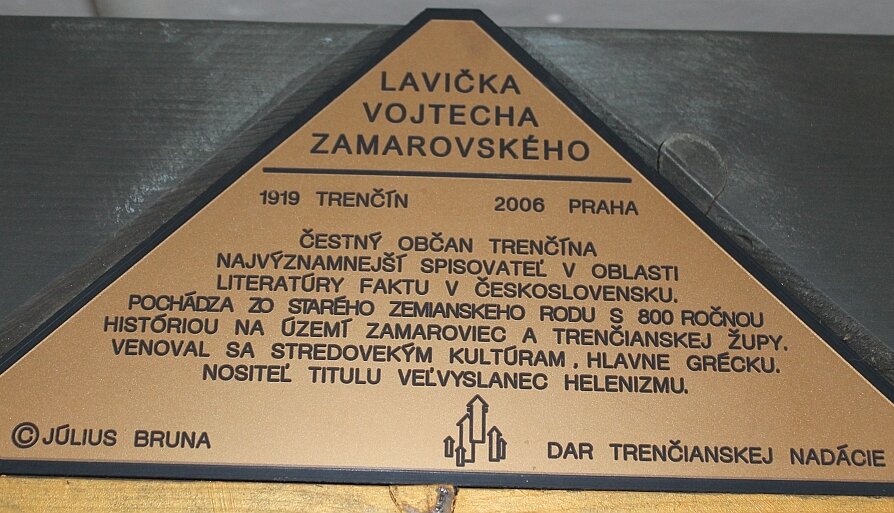 LAVIČKA
VOJTECHA
ZAMAROVSKÉHO
1919 TRENČÍN 2006 PRAHA
ČESTNÝ OBČAN TRENČÍNA
NAJVÝZNAMNEJŠÍ SPISOVATEĽ V OBLASTI
LITERATÚRY FAKTU V ČESKOSLOVENSKU.
POCHÁDZA ZO STARÉHO ZEMIANSKEHO RODU S 800 ROČNOU
HISTÓRIOU NA ÚZEMÍ ZAMAROVIEC A TRENČIANSKEJ ŽUPY.
VENOVAL SA STREDOVEKÝM KULTÚRAM , HLAVNE GRÉCKU.
NOSITEĽ TITULU VEĽVYSLANEC HELENIZMU.
© JÚLIUS BRUNA
DAR TRENČIANSKEJ NADÁCIE